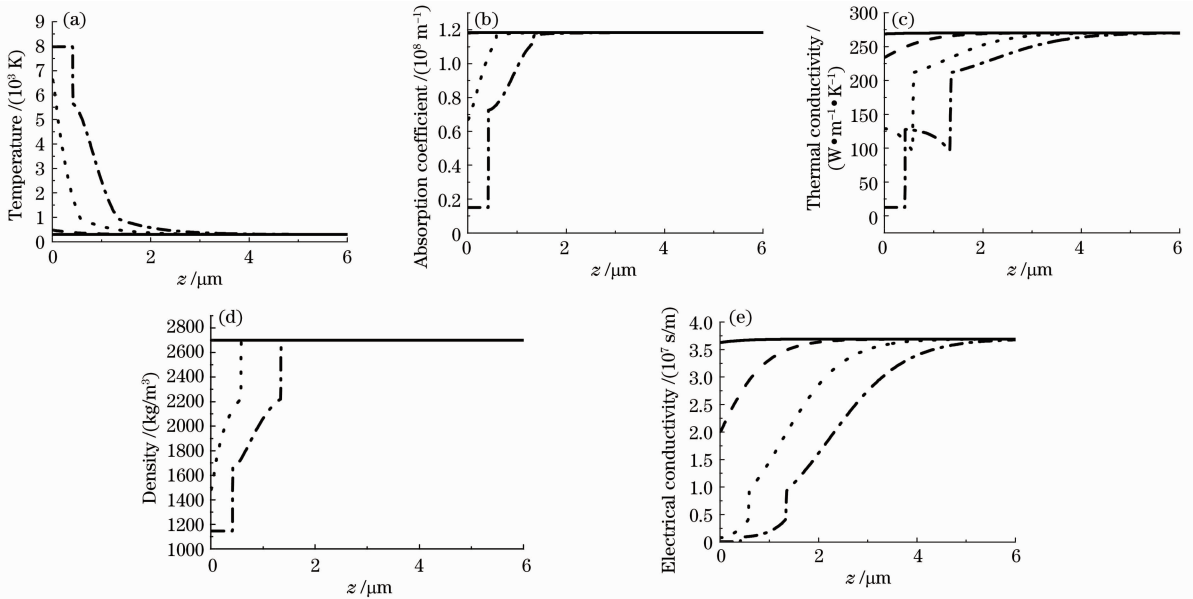 (a)
9
8
7
6
5
4
3
2
1
0
Temperature /(10³ K)
0 2 4 6
z /μm
(b)
1.2
1.0
0.8
0.6
0.4
0.2
0
Absorption coefficient /(10⁸ m⁻¹)
0 2 4 6
z /μm
(c)
300
250
200
150
100
50
0
Thermal conductivity /
(W•m⁻¹•K⁻¹)
0 2 4 6
z /μm
(d)
2800
2600
2400
2200
2000
1800
1600
1400
1200
1000
Density /(kg/m³)
0 2 4 6
z /μm
(e)
4.0
3.5
3.0
2.5
2.0
1.5
1.0
0.5
0
Electrical conductivity /(10⁷ s/m)
0 2 4 6
z /μm